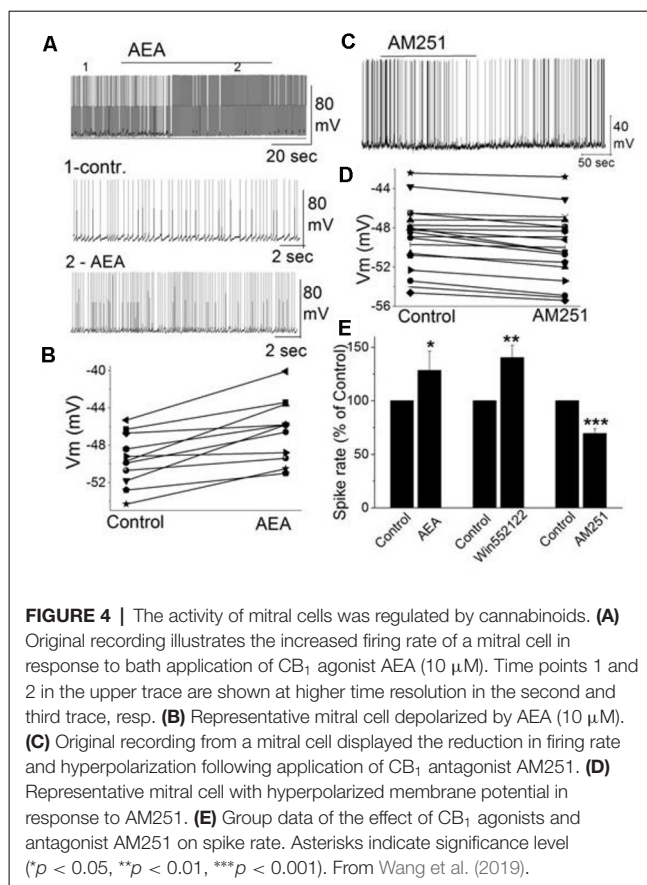 A
AEA
1
2
80
mV
20 sec
1-contr.
80
mV
2 sec
2 - AEA
80
mV
2 sec
B
-40
-44
-48
-52
Vm (mV)
Control
AEA
C
AM251
40
mV
50 sec
D
-44
-48
-52
-56
Vm (mV)
Control
AM251
E
150
100
50
0
Spike rate (% of Control)
*
**
***
Control
AEA
Control
Win552122
Control
AM251
FIGURE 4 | The activity of mitral cells was regulated by cannabinoids. (A)
Original recording illustrates the increased firing rate of a mitral cell in
response to bath application of CB₁ agonist AEA (10 μM). Time points 1 and
2 in the upper trace are shown at higher time resolution in the second and
third trace, resp. (B) Representative mitral cell depolarized by AEA (10 μM).
(C) Original recording from a mitral cell displayed the reduction in firing rate
and hyperpolarization following application of CB₁ antagonist AM251. (D)
Representative mitral cell with hyperpolarized membrane potential in
response to AM251. (E) Group data of the effect of CB₁ agonists and
antagonist AM251 on spike rate. Asterisks indicate significance level
(*p < 0.05, **p < 0.01, ***p < 0.001). From Wang et al. (2019).